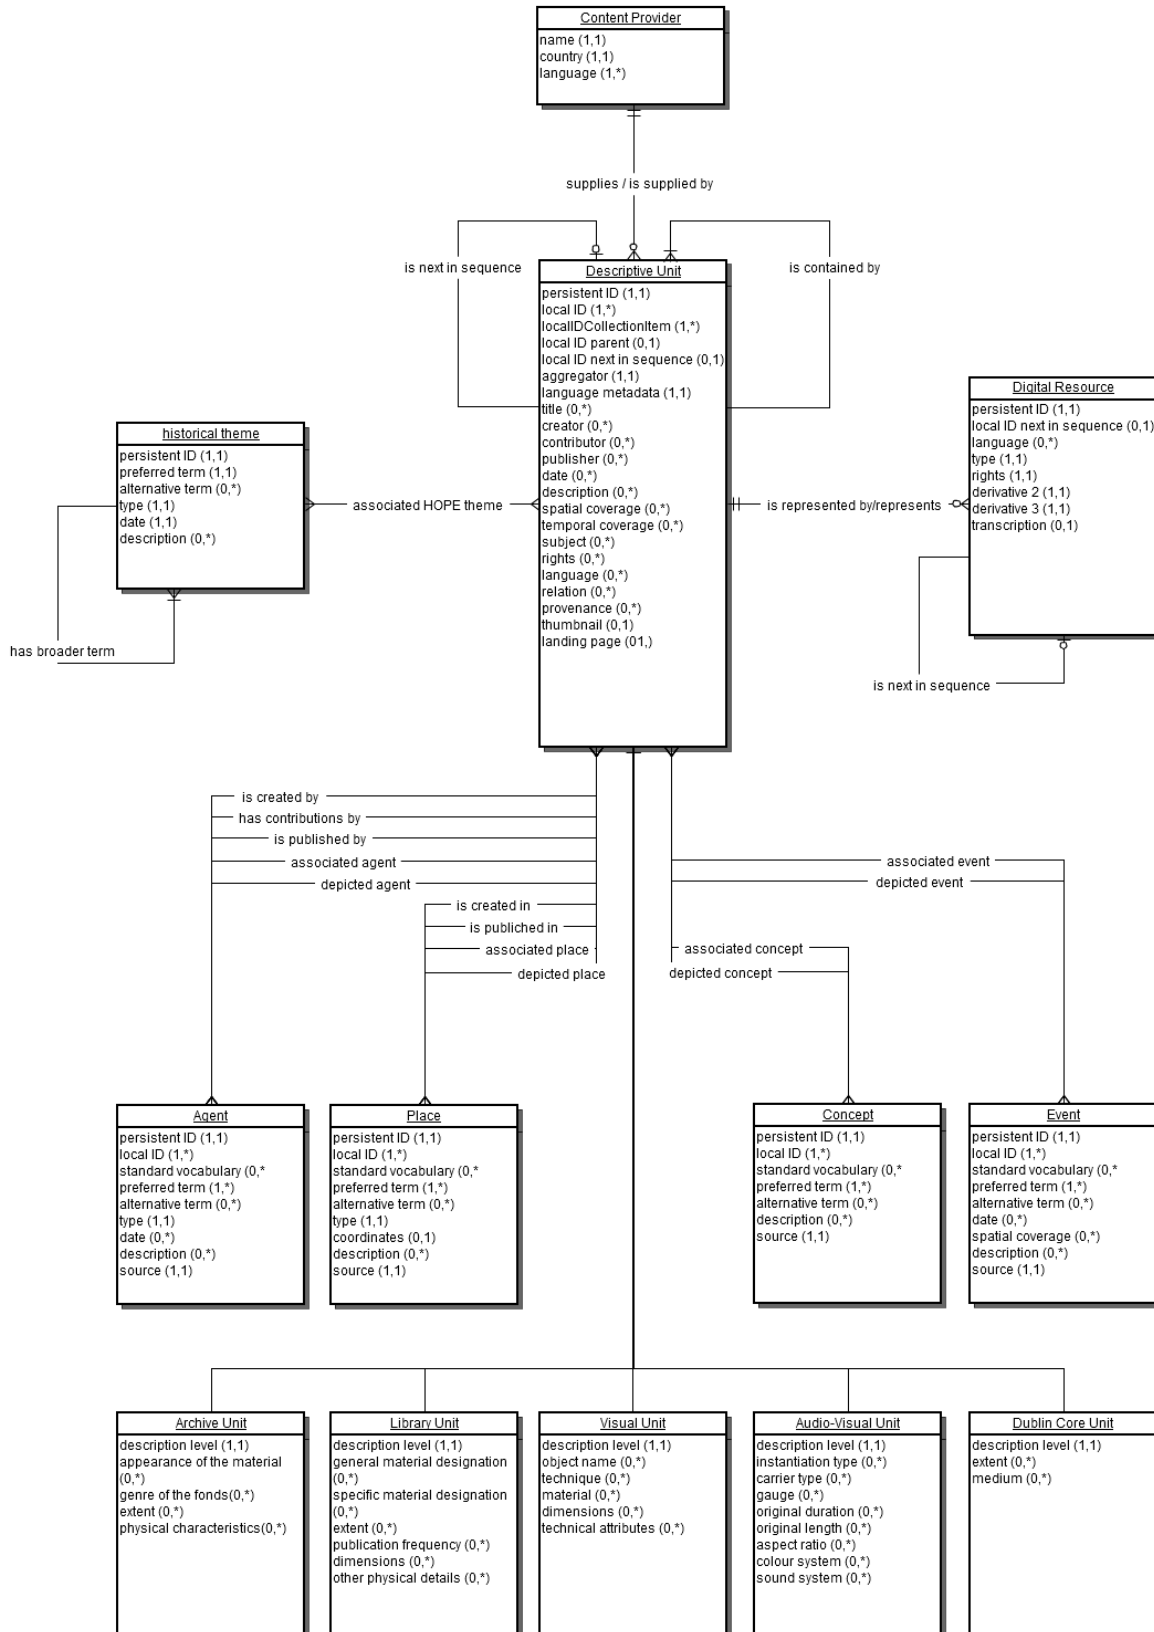 Content Provider
name (1,1)
country (1,1)
language (1,*)
supplies / is supplied by
is next in sequence
is contained by
Descriptive Unit
persistent ID (1,1)
local ID (1,*)
localIDCollectionItem (1,*)
local ID parent (0,1)
local ID next in sequence (0,1)
aggregator (1,1)
language metadata (1,1)
title (0,*)
creator (0,*)
contributor (0,*)
publisher (0,*)
date (0,*)
description (0,*)
spatial coverage (0,*)
temporal coverage (0,*)
subject (0,*)
rights (0,*)
language (0,*)
relation (0,*)
provenance (0,*)
thumbnail (0,1)
landing page (01,)
historical theme
persistent ID (1,1)
preferred term (1,1)
alternative term (0,*)
type (1,1)
date (1,1)
description (0,*)
associated HOPE theme
has broader term
is represented by/represents
Digital Resource
persistent ID (1,1)
local ID next in sequence (0,1)
language (0,*)
type (1,1)
rights (1,1)
derivative 2 (1,1)
derivative 3 (1,1)
transcription (0,1)
is next in sequence
is created by
has contributions by
is published by
associated agent
depicted agent
is created in
is publiched in
associated place
depicted place
associated event
depicted event
associated concept
depicted concept
Agent
persistent ID (1,1)
local ID (1,*)
standard vocabulary (0,*
preferred term (1,*)
alternative term (0,*)
type (1,1)
date (0,*)
description (0,*)
source (1,1)
Place
persistent ID (1,1)
local ID (1,*)
standard vocabulary (0,*
preferred term (1,*)
alternative term (0,*)
type (1,1)
coordinates (0,1)
description (0,*)
source (1,1)
Concept
persistent ID (1,1)
local ID (1,*)
standard vocabulary (0,*
preferred term (1,*)
alternative term (0,*)
description (0,*)
source (1,1)
Event
persistent ID (1,1)
local ID (1,*)
standard vocabulary (0,*
preferred term (1,*)
alternative term (0,*)
date (0,*)
spatial coverage (0,*)
description (0,*)
source (1,1)
Archive Unit
description level (1,1)
appearance of the material
(0,*)
genre of the fonds(0,*)
extent (0,*)
physical characteristics(0,*)
Library Unit
description level (1,1)
general material designation
(0,*)
specific material designation
(0,*)
extent (0,*)
publication frequency (0,*)
dimensions (0,*)
other physical details (0,*)
Visual Unit
description level (1,1)
object name (0,*)
technique (0,*)
material (0,*)
dimensions (0,*)
technical attributes (0,*)
Audio-Visual Unit
description level (1,1)
instantiation type (0,*)
carrier type (0,*)
gauge (0,*)
original duration (0,*)
original length (0,*)
aspect ratio (0,*)
colour system (0,*)
sound system (0,*)
Dublin Core Unit
description level (1,1)
extent (0,*)
medium (0,*)